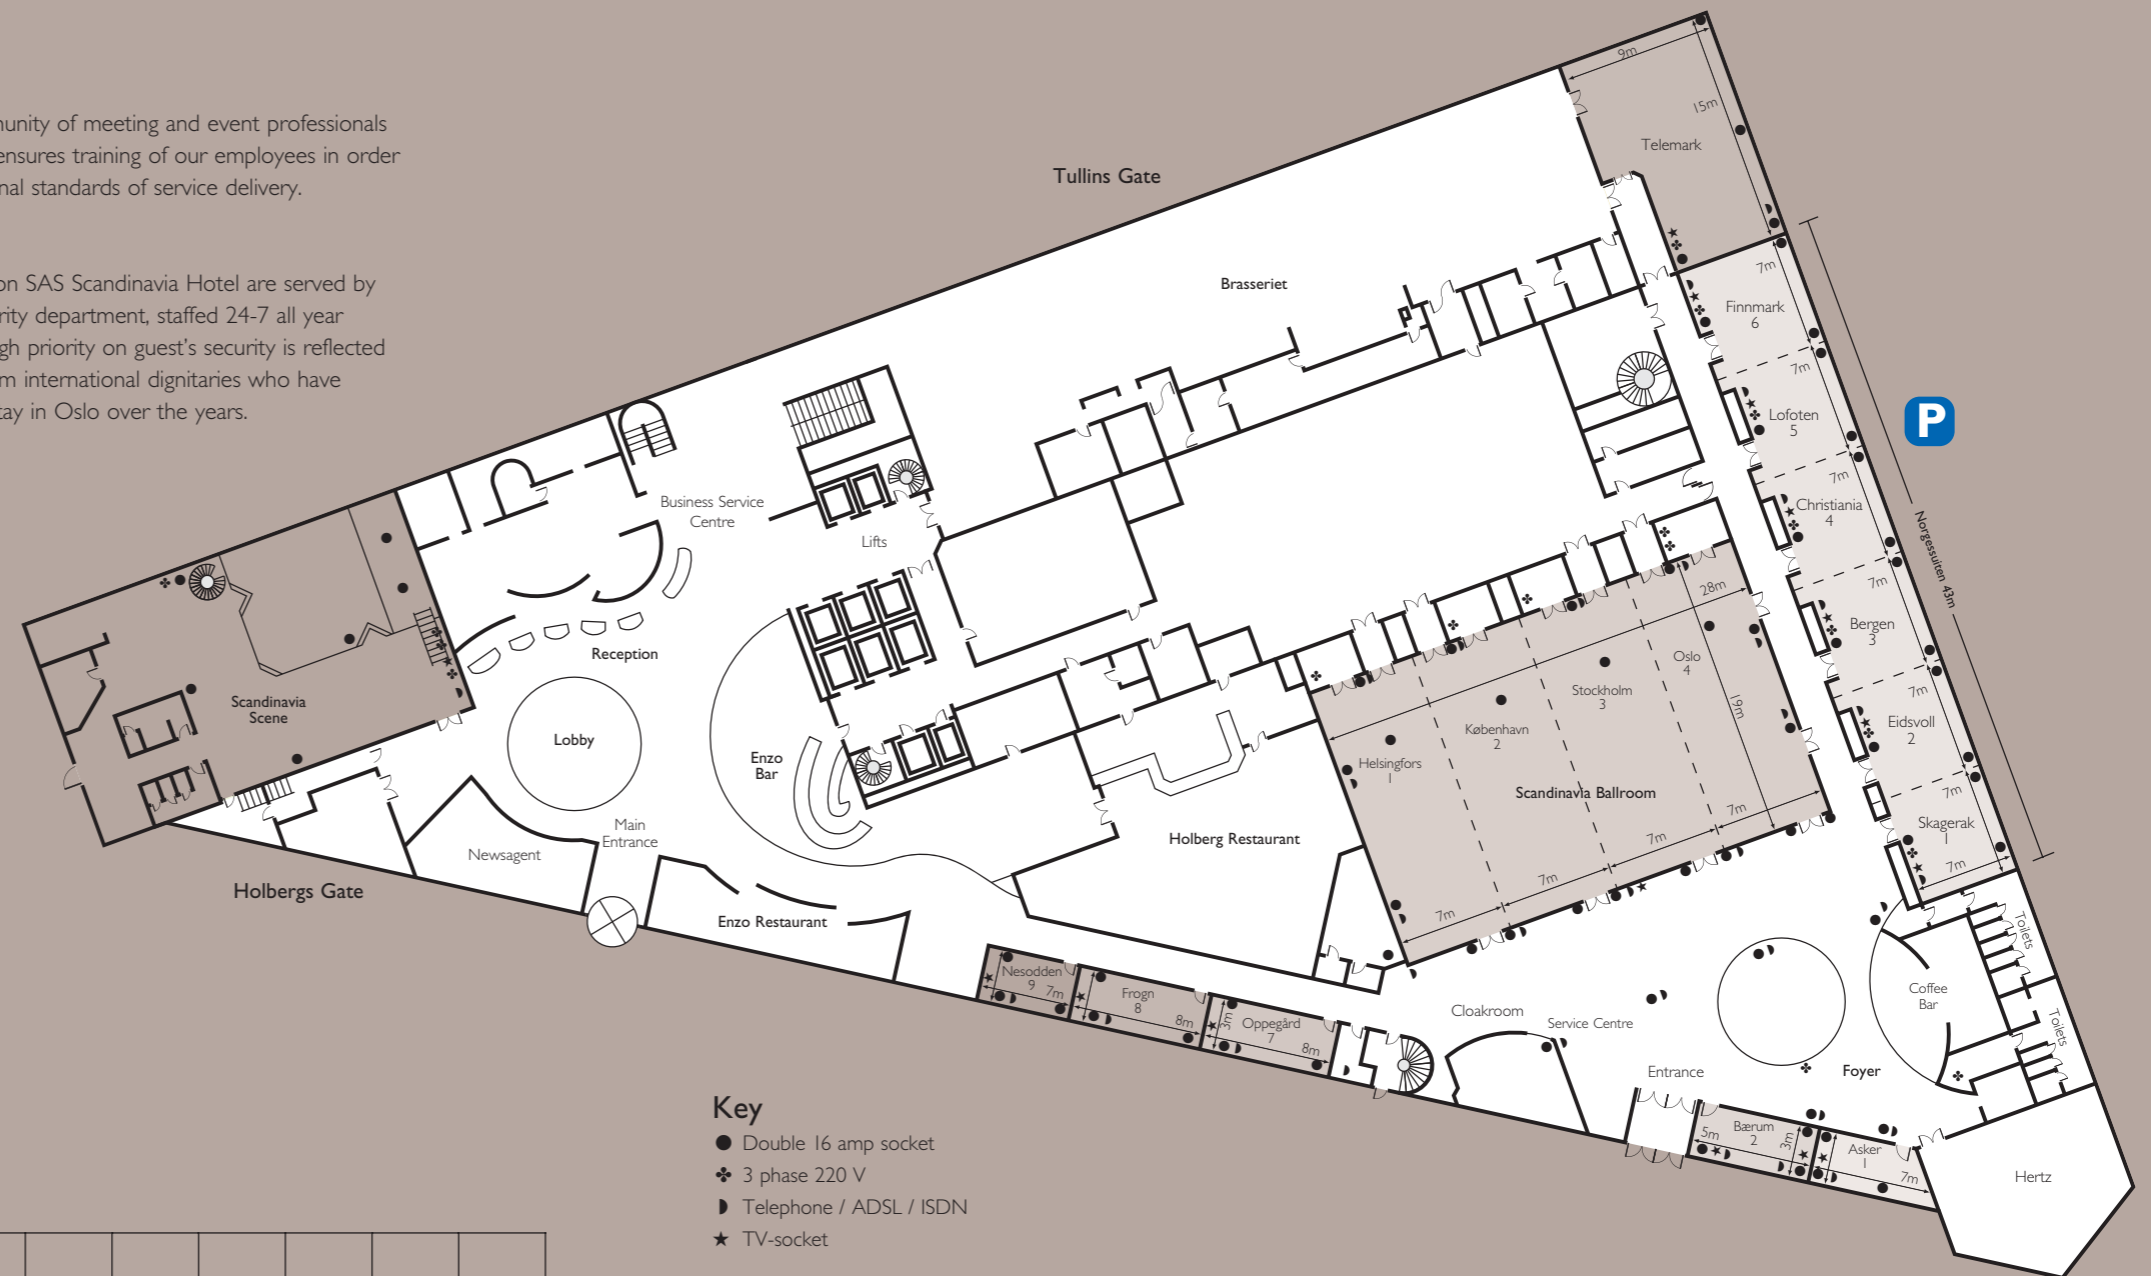 nunity of meeting and event professionals
ensures training of our employees in order
nal standards of service delivery.
on SAS Scandinavia Hotel are served by
rity department, staffed 24-7 all year
gh priority on guest's security is reflected
m international dignitaries who have
tay in Oslo over the years.
Tullins Gate
9m
15m
Telemark
Brasseriet
7m
Finnmark
6
7m
Lofoten
5
7m
Christiania
4
7m
Bergen
3
7m
Eidsvoll
2
7m
Skagerak
1
7m
Norgessuiten 43m
P
Business Service
Centre
Lifts
Reception
Scandinavia
Scene
Lobby
Enzo
Bar
Main
Entrance
Newsagent
Holbergs Gate
Enzo Restaurant
Holberg Restaurant
28m
Oslo
4
Stockholm
3
19m
København
2
Helsingfors
1
Scandinavia Ballroom
7m
7m
7m
7m
Nesodden
9
7m
Frogn
8
8m
3m
Oppegård
7
8m
Cloakroom
Service Centre
Entrance
Foyer
Coffee
Bar
Toilets
Toilets
5m
Bærum
2
3m
Asker
1
7m
Hertz
Key
Double 16 amp socket
3 phase 220 V
Telephone / ADSL / ISDN
TV-socket